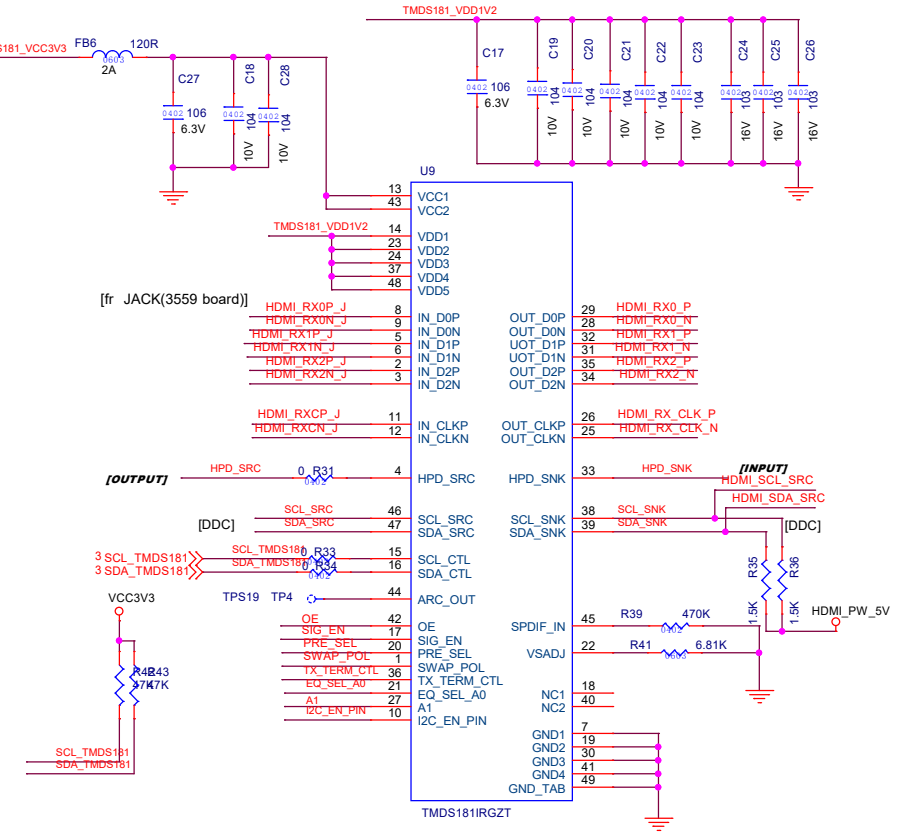 TMDS181_VDD1V2
S181_VCC3V3
FB6
120R
0603
2A
C27
106
0402
6.3V
C18
0402
104
10V
C28
0402
104
10V
C17
106
0402
6.3V
C19
0402
104
10V
C20
0402
104
10V
C21
0402
104
10V
C22
0402
104
10V
C23
0402
104
10V
C24
0402
103
16V
C25
0402
103
16V
C26
0402
103
16V
U9
13 VCC1
43 VCC2
TMDS181_VDD1V2
14 VDD1
23 VDD2
24 VDD3
37 VDD4
48 VDD5
[fr JACK(3559 board)]
HDMI_RX0P_J 8 IN_D0P
HDMI_RX0N_J 9 IN_D0N
HDMI_RX1P_J 5 IN_D1P
HDMI_RX1N_J 6 IN_D1N
HDMI_RX2P_J 2 IN_D2P
HDMI_RX2N_J 3 IN_D2N
OUT_D0P 29 HDMI_RX0_P
OUT_D0N 28 HDMI_RX0_N
UOT_D1P 32 HDMI_RX1_P
UOT_D1N 31 HDMI_RX1_N
OUT_D2P 35 HDMI_RX2_P
OUT_D2N 34 HDMI_RX2_N
HDMI_RXCP_J 11 IN_CLKP
HDMI_RXCN_J 12 IN_CLKN
OUT_CLKP 26 HDMI_RX_CLK_P
OUT_CLKN 25 HDMI_RX_CLK_N
[OUTPUT] HPD_SRC 0 R31 0402 4 HPD_SRC
HPD_SNK 33 HPD_SNK [INPUT]
HDMI_SCL_SRC
HDMI_SDA_SRC
[DDC]
SCL_SRC 46 SCL_SRC
SDA_SRC 47 SDA_SRC
SCL_SNK 38 SCL_SNK
SDA_SNK 39 SDA_SNK
[DDC]
3 SCL_TMDS181 SCL_TMDS181 0 R33 15 SCL_CTL
3 SDA_TMDS181 SDA_TMDS181 0 R34 0402 16 SDA_CTL
R35
1.5K
R36
1.5K
HDMI_PW_5V
VCC3V3
TPS19 TP4 44 ARC_OUT
OE 42 OE
SIG_EN 17 SIG_EN
PRE_SEL 20 PRE_SEL
SWAP_POL 1 SWAP_POL
TX_TERM_CTL 36 TX_TERM_CTL
EQ_SEL_A0 21 EQ_SEL_A0
A1 27 A1
I2C_EN_PIN 10 I2C_EN_PIN
SPDIF_IN 45 R39 470K
0402
VSADJ 22 R41 6.81K
0603
NC1 18
NC2 40
GND1 7
GND2 19
GND3 30
GND4 41
GND_TAB 49
R43
47K
SCL_TMDS181
SDA_TMDS181
TMDS181IRGZT